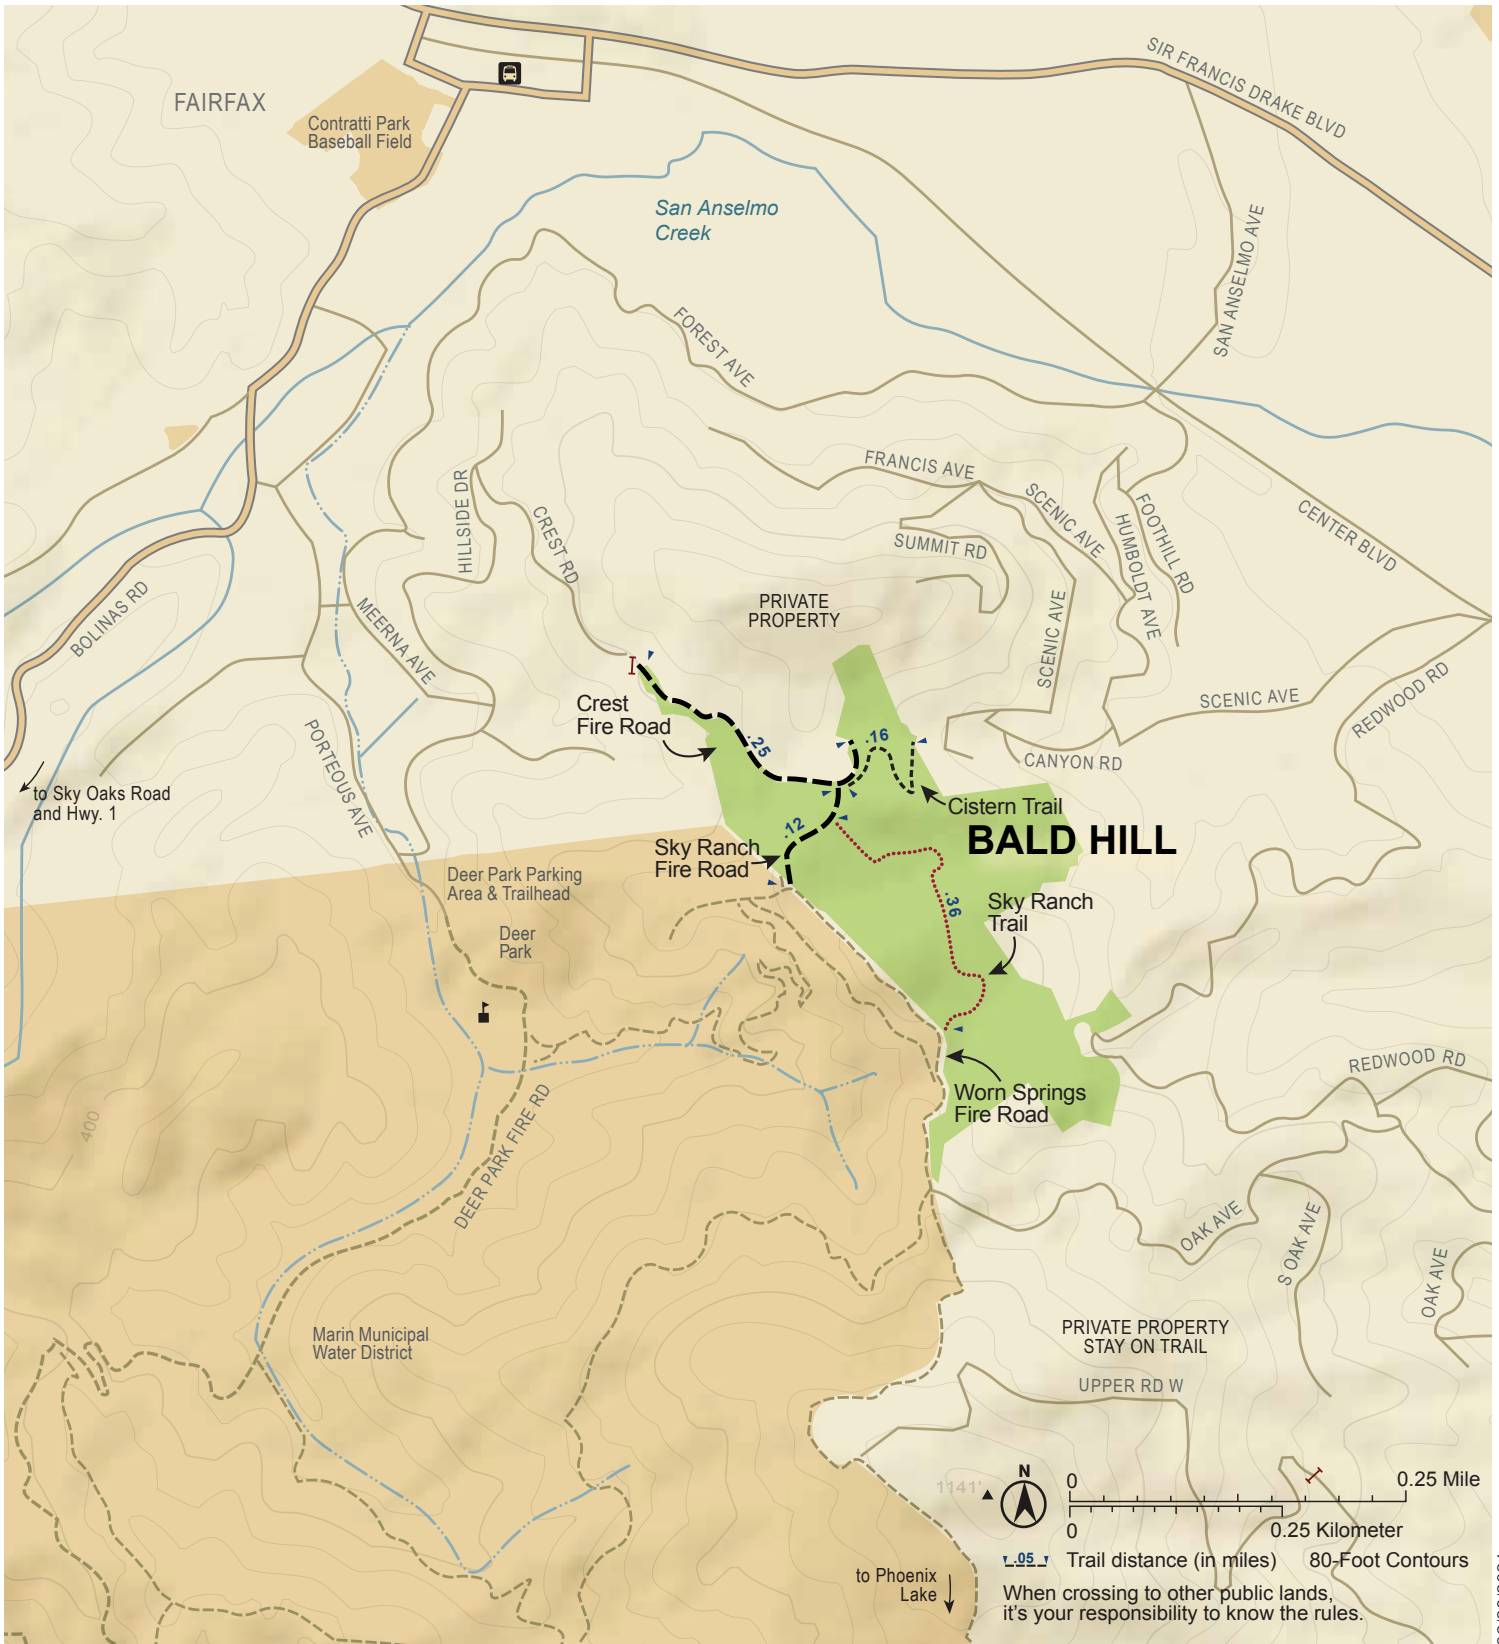 FAIRFAX
Contratti Park
Baseball Field
SIR FRANCIS DRAKE BLVD
San Anselmo
Creek
SAN ANSELMO AVE
FOREST AVE
FRANCIS AVE
SCENIC AVE
FOOTHILL RD
HUMBOLDT AVE
SUMMIT RD
CENTER BLVD
HILLSIDE DR
CREST RD
BOLINAS RD
MEERNA AVE
PRIVATE
PROPERTY
SCENIC AVE
SCENIC AVE
REDWOOD RD
Crest
Fire Road
.25
.16
CANYON RD
PORTEOUS AVE
to Sky Oaks Road
and Hwy. 1
Cistern Trail
BALD HILL
.12
Sky Ranch
Fire Road
Deer Park Parking
Area & Trailhead
.36
Sky Ranch
Trail
Deer
Park
REDWOOD RD
Worn Springs
Fire Road
400
DEER PARK FIRE RD
OAK AVE
S OAK AVE
OAK AVE
Marin Municipal
Water District
PRIVATE PROPERTY
STAY ON TRAIL
UPPER RD W
1141'
N
0
0.25 Mile
0
0.25 Kilometer
.05
Trail distance (in miles)
80-Foot Contours
to Phoenix
Lake
When crossing to other public lands,
it's your responsibility to know the rules.